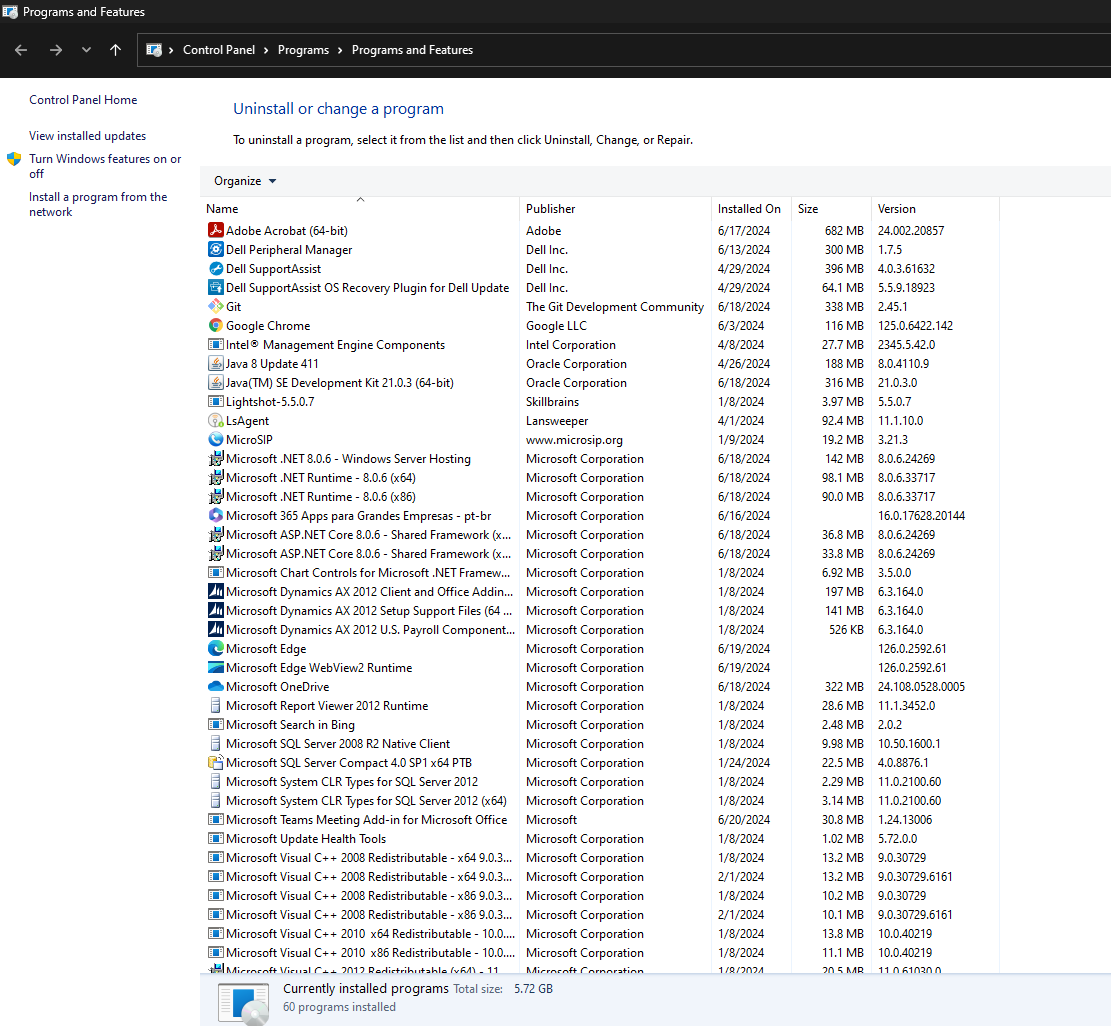 Programs and Features
Control Panel > Programs > Programs and Features
Control Panel Home
View installed updates
Turn Windows features on or
off
Install a program from the
network
Uninstall or change a program
To uninstall a program, select it from the list and then click Uninstall, Change, or Repair.
Organize
Name Publisher Installed On Size Version
Adobe Acrobat (64-bit) Adobe 6/17/2024 682 MB 24.002.20857
Dell Peripheral Manager Dell Inc. 6/13/2024 300 MB 1.7.5
Dell SupportAssist Dell Inc. 4/29/2024 396 MB 4.0.3.61632
Dell SupportAssist OS Recovery Plugin for Dell Update Dell Inc. 4/29/2024 64.1 MB 5.5.9.18923
Git The Git Development Community 6/18/2024 338 MB 2.45.1
Google Chrome Google LLC 6/3/2024 116 MB 125.0.6422.142
Intel® Management Engine Components Intel Corporation 4/8/2024 27.7 MB 2345.5.42.0
Java 8 Update 411 Oracle Corporation 4/26/2024 188 MB 8.0.4110.9
Java(TM) SE Development Kit 21.0.3 (64-bit) Oracle Corporation 6/18/2024 316 MB 21.0.3.0
Lightshot-5.5.0.7 Skillbrains 1/8/2024 3.97 MB 5.5.0.7
LsAgent Lansweeper 4/1/2024 92.4 MB 11.1.10.0
MicroSIP www.microsip.org 1/9/2024 19.2 MB 3.21.3
Microsoft .NET 8.0.6 - Windows Server Hosting Microsoft Corporation 6/18/2024 142 MB 8.0.6.24269
Microsoft .NET Runtime - 8.0.6 (x64) Microsoft Corporation 6/18/2024 98.1 MB 8.0.6.33717
Microsoft .NET Runtime - 8.0.6 (x86) Microsoft Corporation 6/18/2024 90.0 MB 8.0.6.33717
Microsoft 365 Apps para Grandes Empresas - pt-br Microsoft Corporation 6/16/2024 16.0.17628.20144
Microsoft ASP.NET Core 8.0.6 - Shared Framework (x... Microsoft Corporation 6/18/2024 36.8 MB 8.0.6.24269
Microsoft ASP.NET Core 8.0.6 - Shared Framework (x... Microsoft Corporation 6/18/2024 33.8 MB 8.0.6.24269
Microsoft Chart Controls for Microsoft .NET Framew... Microsoft Corporation 1/8/2024 6.92 MB 3.5.0.0
Microsoft Dynamics AX 2012 Client and Office Addin... Microsoft Corporation 1/8/2024 197 MB 6.3.164.0
Microsoft Dynamics AX 2012 Setup Support Files (64 ... Microsoft Corporation 1/8/2024 141 MB 6.3.164.0
Microsoft Dynamics AX 2012 U.S. Payroll Component... Microsoft Corporation 1/8/2024 526 KB 6.3.164.0
Microsoft Edge Microsoft Corporation 6/19/2024 126.0.2592.61
Microsoft Edge WebView2 Runtime Microsoft Corporation 6/19/2024 126.0.2592.61
Microsoft OneDrive Microsoft Corporation 6/18/2024 322 MB 24.108.0528.0005
Microsoft Report Viewer 2012 Runtime Microsoft Corporation 1/8/2024 28.6 MB 11.1.3452.0
Microsoft Search in Bing Microsoft Corporation 1/8/2024 2.48 MB 2.0.2
Microsoft SQL Server 2008 R2 Native Client Microsoft Corporation 1/8/2024 9.98 MB 10.50.1600.1
Microsoft SQL Server Compact 4.0 SP1 x64 PTB Microsoft Corporation 1/24/2024 22.5 MB 4.0.8876.1
Microsoft System CLR Types for SQL Server 2012 Microsoft Corporation 1/8/2024 2.29 MB 11.0.2100.60
Microsoft System CLR Types for SQL Server 2012 (x64) Microsoft Corporation 1/8/2024 3.14 MB 11.0.2100.60
Microsoft Teams Meeting Add-in for Microsoft Office Microsoft 6/20/2024 30.8 MB 1.24.13006
Microsoft Update Health Tools Microsoft Corporation 1/8/2024 1.02 MB 5.72.0.0
Microsoft Visual C++ 2008 Redistributable - x64 9.0.3... Microsoft Corporation 1/8/2024 13.2 MB 9.0.30729
Microsoft Visual C++ 2008 Redistributable - x64 9.0.3... Microsoft Corporation 2/1/2024 13.2 MB 9.0.30729.6161
Microsoft Visual C++ 2008 Redistributable - x86 9.0.3... Microsoft Corporation 1/8/2024 10.2 MB 9.0.30729
Microsoft Visual C++ 2008 Redistributable - x86 9.0.3... Microsoft Corporation 2/1/2024 10.1 MB 9.0.30729.6161
Microsoft Visual C++ 2010 x64 Redistributable - 10.0.... Microsoft Corporation 1/8/2024 13.8 MB 10.0.40219
Microsoft Visual C++ 2010 x86 Redistributable - 10.0.... Microsoft Corporation 1/8/2024 11.1 MB 10.0.40219
Microsoft Visual C++ 2012 Redistributable (x64) - 11.... Microsoft Corporation 1/8/2024 20.5 MB 11.0.61030.0
Currently installed programs Total size: 5.72 GB
60 programs installed